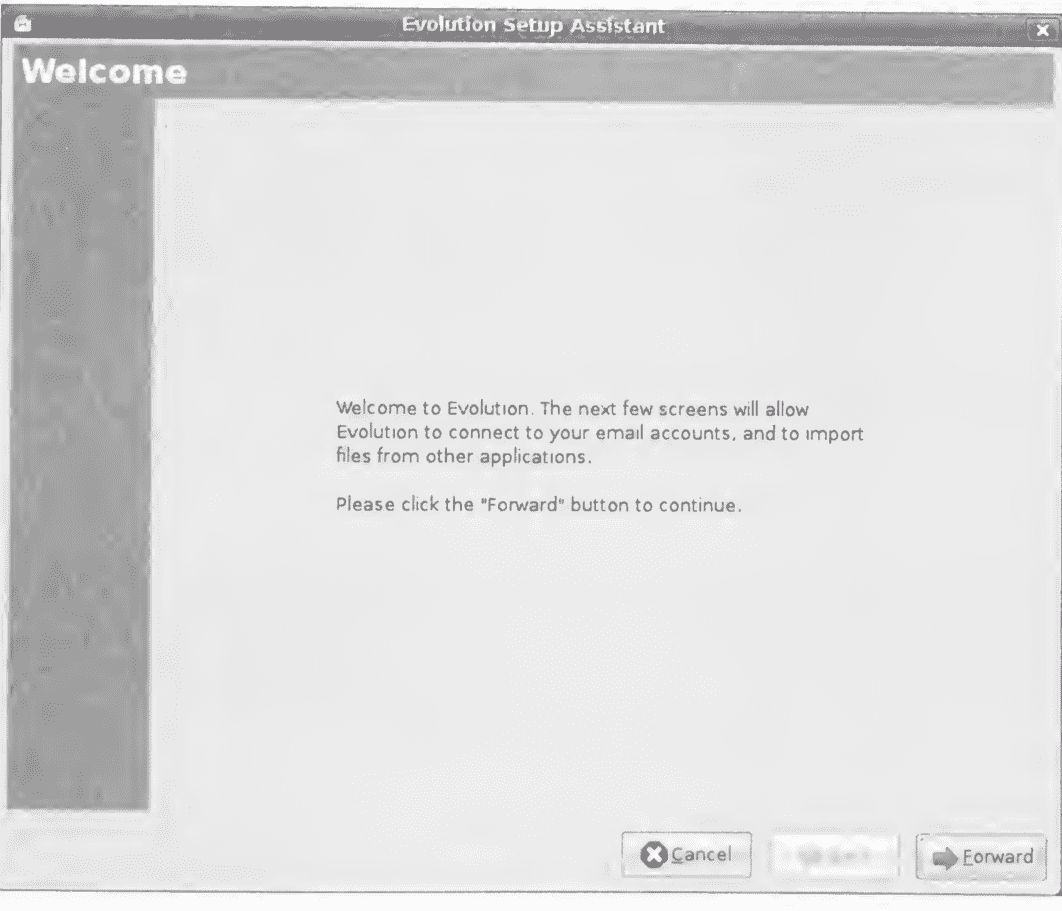 Evolution Setup Assistant
Welcome
Welcome to Evolution. The next few screens will allow
Evolution to connect to your email accounts, and to import
files from other applications.
Please click the "Forward" button to continue.
Cancel
Forward